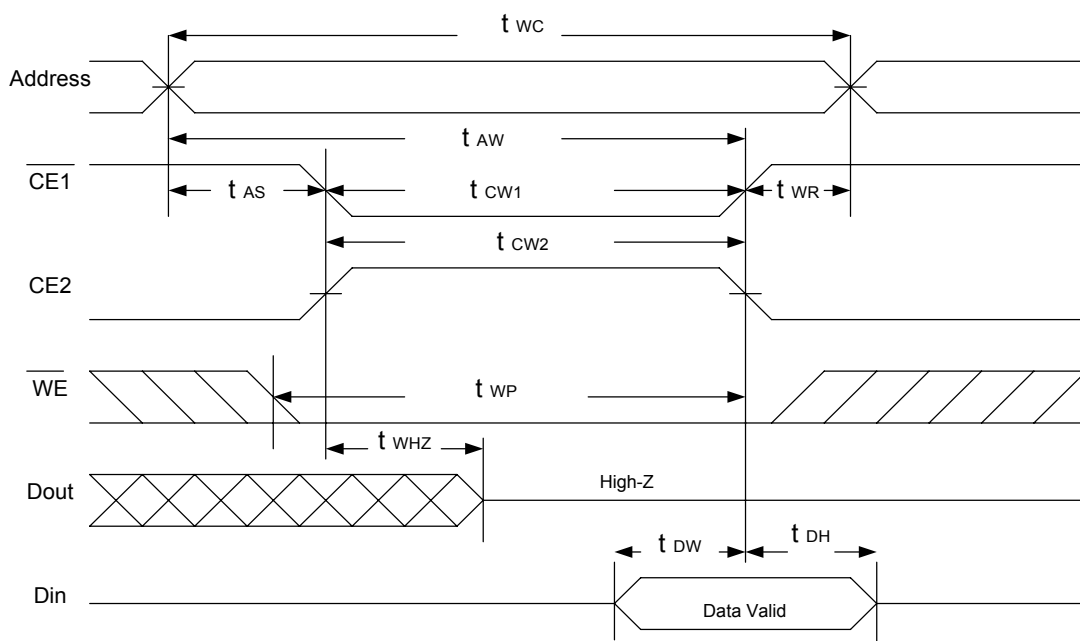 t WC
Address
t AW
CE1
t AS
t CW1
t WR
t CW2
CE2
WE
t WP
t WHZ
Dout
High-Z
t DW
t DH
Din
Data Valid